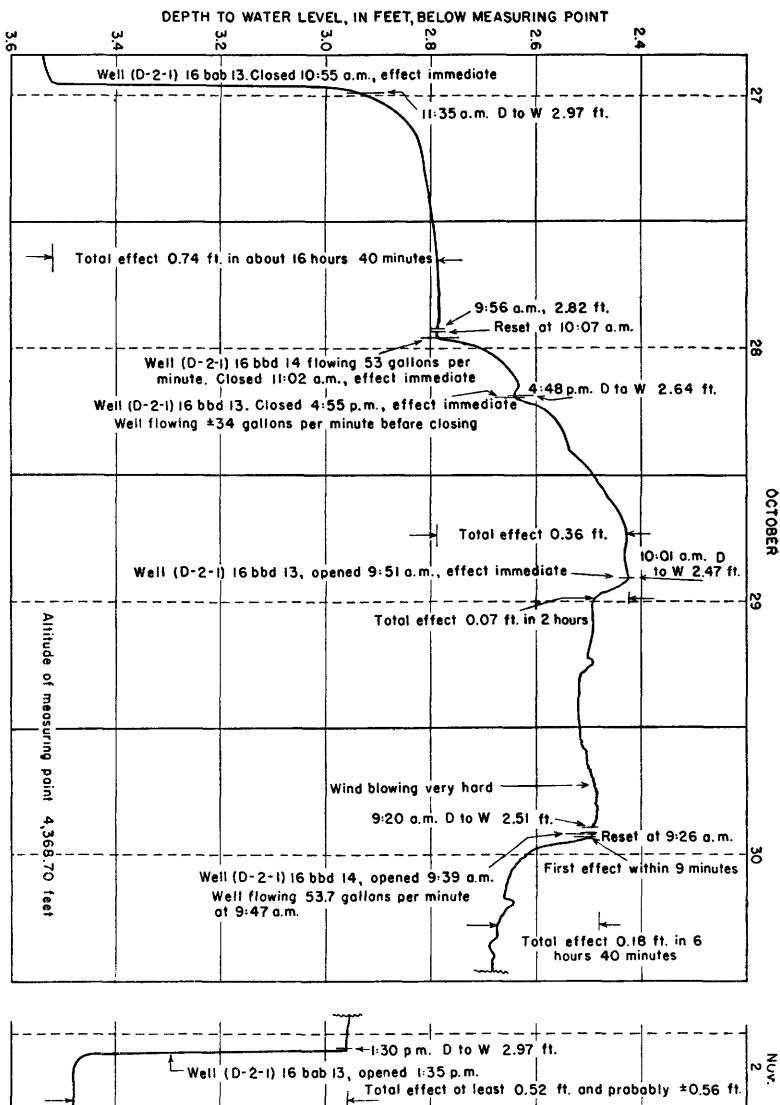 DEPTH TO WATER LEVEL, IN FEET, BELOW MEASURING POINT
3.6
3.4
3.2
3.0
2.8
2.6
2.4
Well (D-2-1) 16 bab 13. Closed 10:55 a.m., effect immediate
27
11:35 a.m. D to W 2.97 ft.
Total effect 0.74 ft. in about 16 hours 40 minutes
9:56 a.m., 2.82 ft.
Reset at 10:07 a.m.
28
Well (D-2-1) 16 bbd 14 flowing 53 gallons per
minute. Closed 11:02 a.m., effect immediate
4:48 p.m. D to W 2.64 ft.
Well (D-2-1) 16 bbd 13. Closed 4:55 p.m., effect immediate
Well flowing ±34 gallons per minute before closing
OCTOBER
Total effect 0.36 ft.
10:01 a.m. D
to W 2.47 ft.
Well (D-2-1) 16 bbd 13, opened 9:51 a.m., effect immediate
29
Total effect 0.07 ft. in 2 hours
Altitude of measuring point 4,368.70 feet
Wind blowing very hard
9:20 a.m. D to W 2.51 ft.
Reset at 9:26 a.m.
30
Well (D-2-1) 16 bbd 14, opened 9:39 a.m.
First effect within 9 minutes
Well flowing 53.7 gallons per minute
at 9:47 a.m.
Total effect 0.18 ft. in 6
hours 40 minutes
Nov.
2
1:30 p.m. D to W 2.97 ft.
Well (D-2-1) 16 bab 13, opened 1:35 p.m.
Total effect at least 0.52 ft. and probably ±0.56 ft.